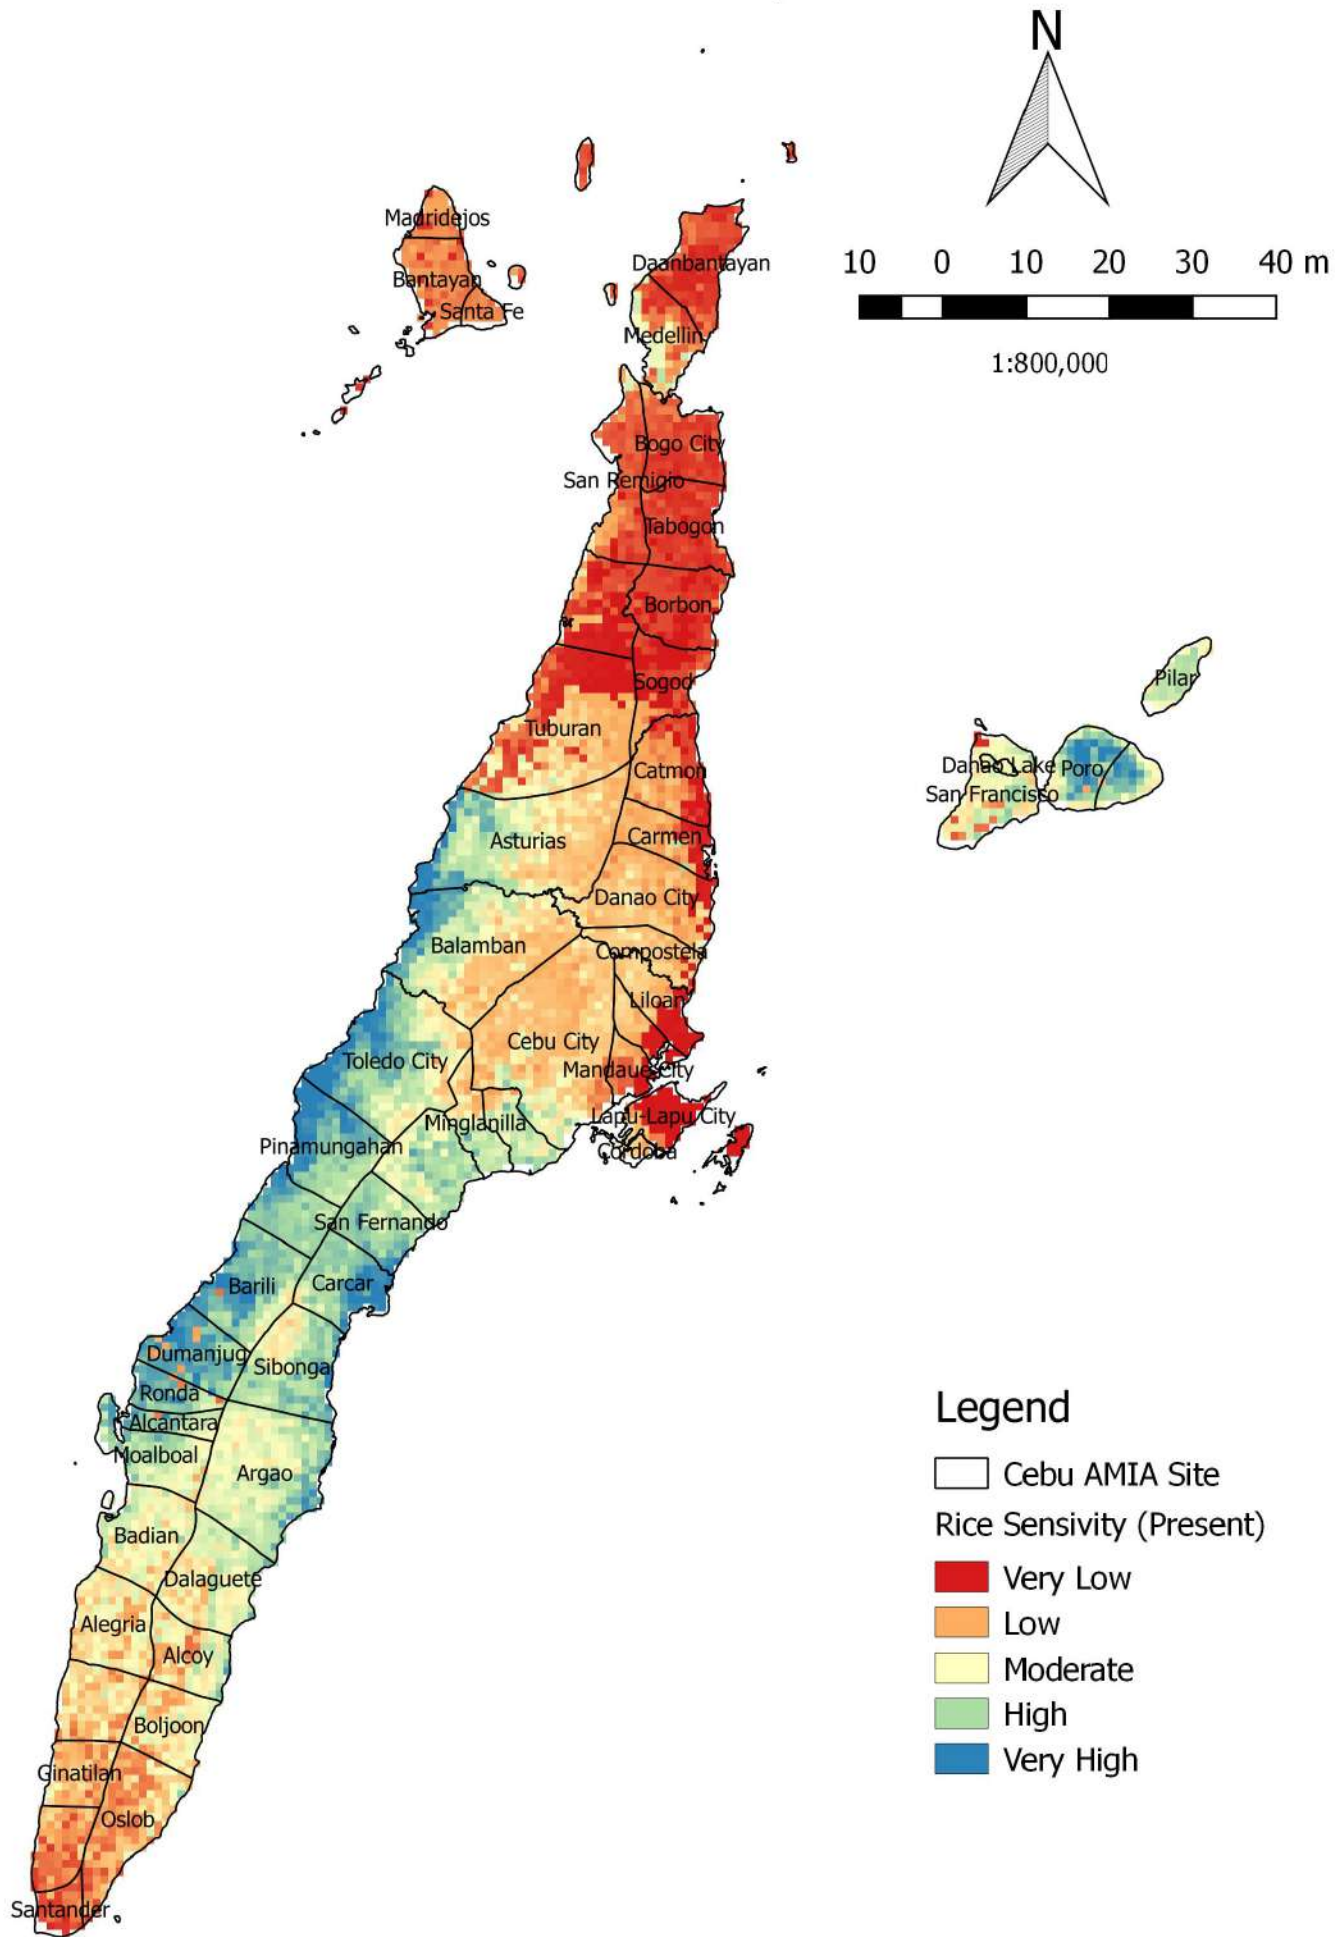 N
10 0 10 20 30 40 m
1:800,000
Madridejos
Bantayan
Santa Fe
Daanbantayan
Medellin
Bogo City
San Remigio
Tabogon
Borbon
Sogod
Tuburan
Catmon
Pilar
Danao Lake
Poro
San Francisco
Asturias
Carmen
Danao City
Balamban
Compostela
Liloan
Cebu City
Toledo City
Mandaue City
Lapu-Lapu City
Minglanilla
Cordoba
Pinamungahan
San Fernando
Barili
Carcar
Dumanjug
Sibonga
Ronda
Alcantara
Moalboal
Argao
Badian
Dalaguete
Alegria
Alcoy
Boljoon
Ginatilan
Oslob
Santander
Legend
Cebu AMIA Site
Rice Sensivity (Present)
Very Low
Low
Moderate
High
Very High